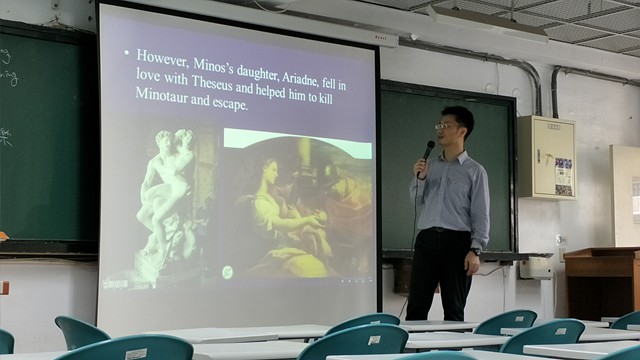 • However, Minos's daughter, Ariadne, fell in
love with Theseus and helped him to kill
Minotaur and escape.